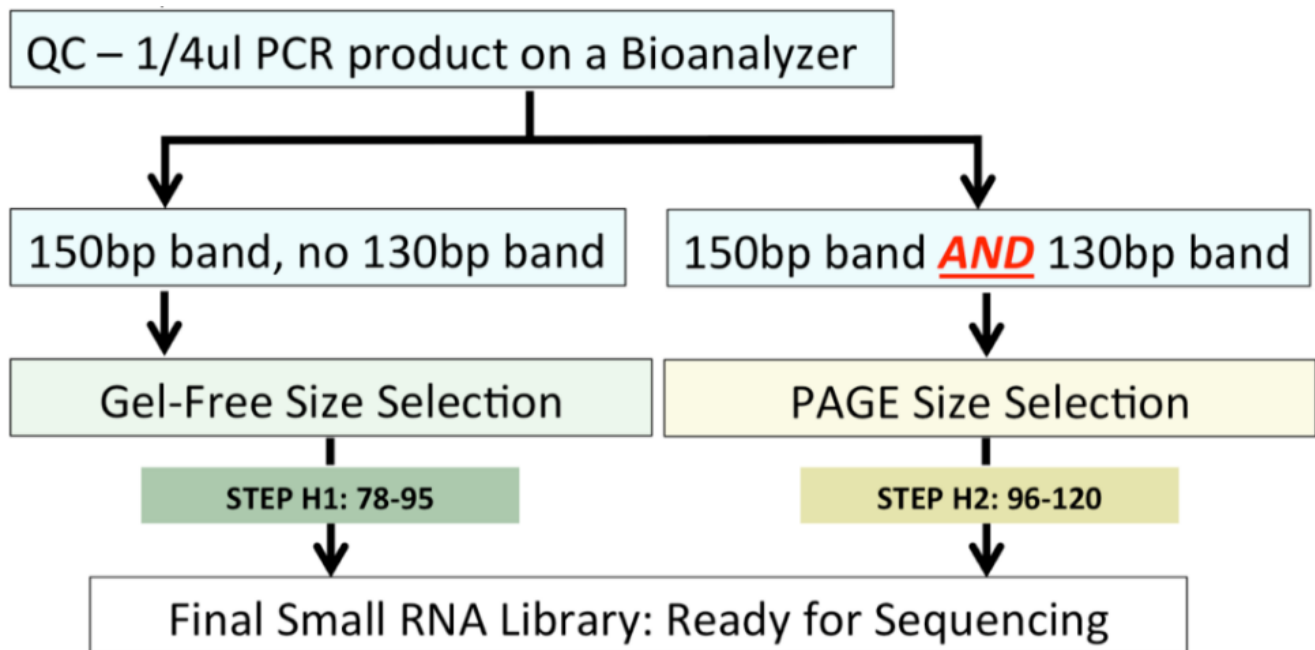 QC – 1/4ul PCR product on a Bioanalyzer
150bp band, no 130bp band
150bp band AND 130bp band
Gel-Free Size Selection
PAGE Size Selection
STEP H1: 78-95
STEP H2: 96-120
Final Small RNA Library: Ready for Sequencing